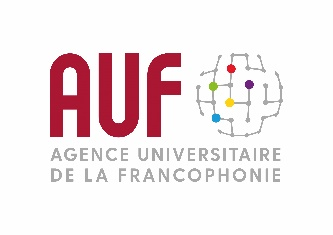 AUF
AGENCE UNIVERSITAIRE
DE LA FRANCOPHONIE